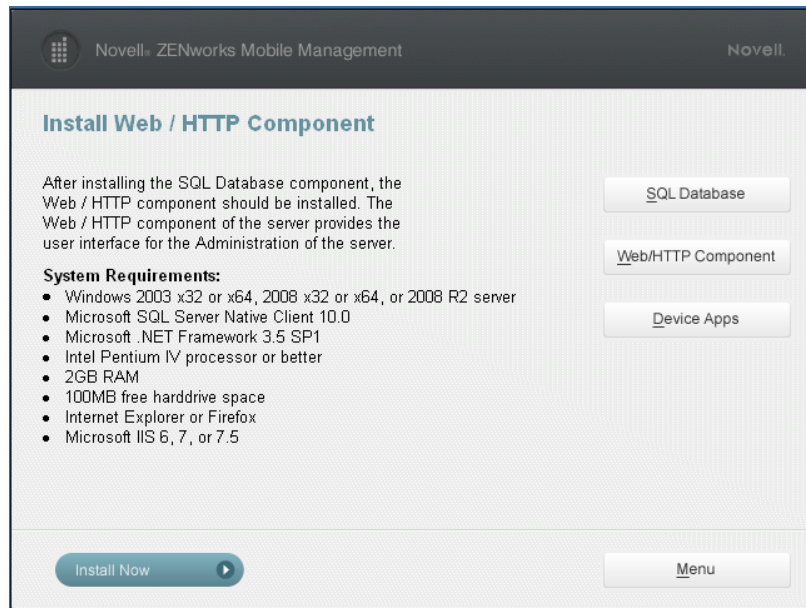 Novell® ZENworks Mobile Management
Novell.
Install Web / HTTP Component
After installing the SQL Database component, the
Web / HTTP component should be installed. The
Web / HTTP component of the server provides the
user interface for the Administration of the server.
System Requirements:
• Windows 2003 x32 or x64, 2008 x32 or x64, or 2008 R2 server
• Microsoft SQL Server Native Client 10.0
• Microsoft .NET Framework 3.5 SP1
• Intel Pentium IV processor or better
• 2GB RAM
• 100MB free harddrive space
• Internet Explorer or Firefox
• Microsoft IIS 6, 7, or 7.5
SQL Database
Web/HTTP Component
Device Apps
Install Now
Menu